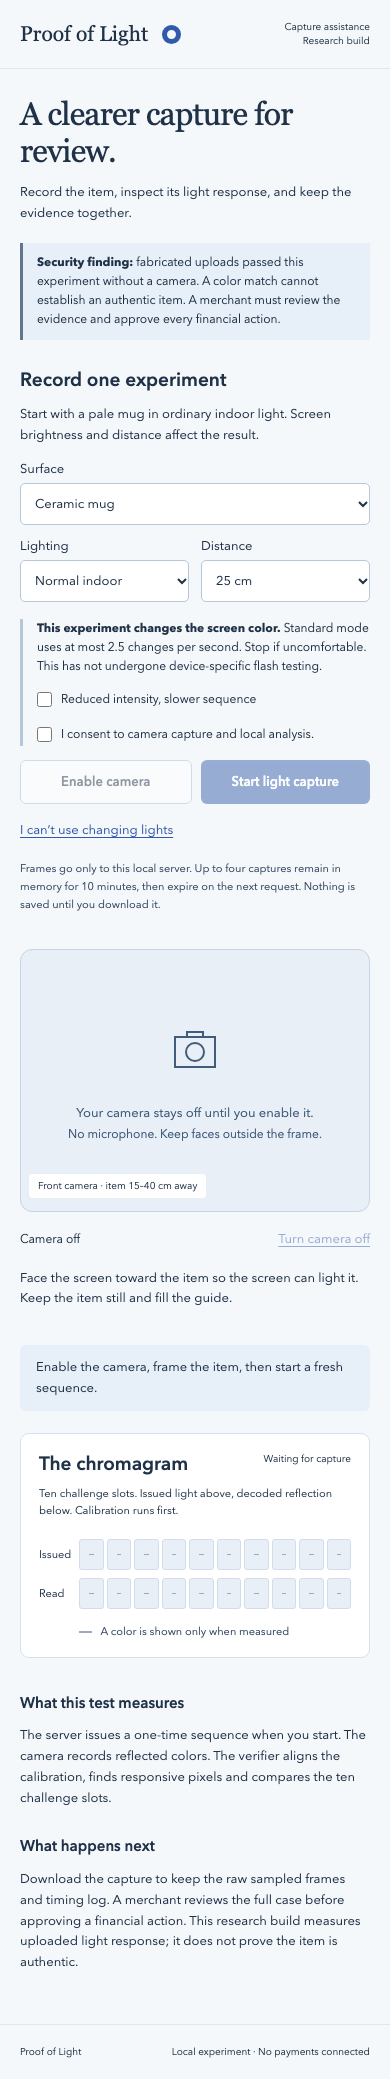 Proof of Light
Capture assistance
Research build
A clearer capture for
review.
Record the item, inspect its light response, and keep the
evidence together.
Security finding: fabricated uploads passed this
experiment without a camera. A color match cannot
establish an authentic item. A merchant must review the
evidence and approve every financial action.
Record one experiment
Start with a pale mug in ordinary indoor light. Screen
brightness and distance affect the result.
Surface
Ceramic mug
Lighting
Distance
Normal indoor
25 cm
This experiment changes the screen color. Standard mode
uses at most 2.5 changes per second. Stop if uncomfortable.
This has not undergone device-specific flash testing.
Reduced intensity, slower sequence
I consent to camera capture and local analysis.
Enable camera
Start light capture
I can't use changing lights
Frames go only to this local server. Up to four captures remain in
memory for 10 minutes, then expire on the next request. Nothing is
saved until you download it.
Your camera stays off until you enable it.
No microphone. Keep faces outside the frame.
Front camera · item 15–40 cm away
Camera off
Turn camera off
Face the screen toward the item so the screen can light it.
Keep the item still and fill the guide.
Enable the camera, frame the item, then start a fresh
sequence.
The chromagram
Waiting for capture
Ten challenge slots. Issued light above, decoded reflection
below. Calibration runs first.
Issued – – – – – – – – – –
Read – – – – – – – – – –
— A color is shown only when measured
What this test measures
The server issues a one-time sequence when you start. The
camera records reflected colors. The verifier aligns the
calibration, finds responsive pixels and compares the ten
challenge slots.
What happens next
Download the capture to keep the raw sampled frames
and timing log. A merchant reviews the full case before
approving a financial action. This research build measures
uploaded light response; it does not prove the item is
authentic.
Proof of Light
Local experiment · No payments connected